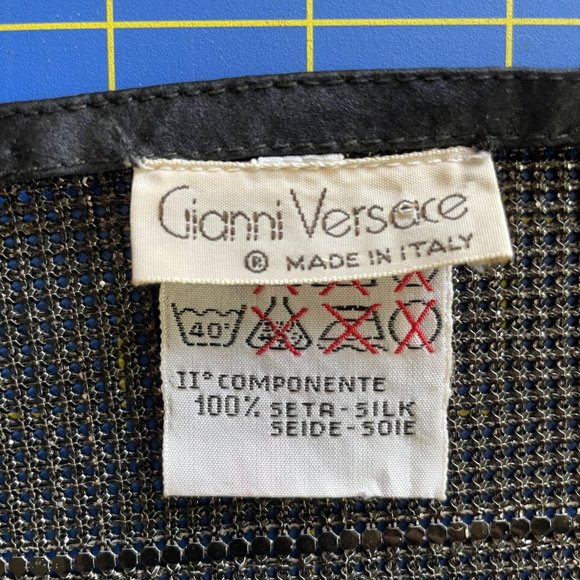 Gianni Versace
® MADE IN ITALY
40°
II° COMPONENTE
100% SETA-SILK
SEIDE-SOIE